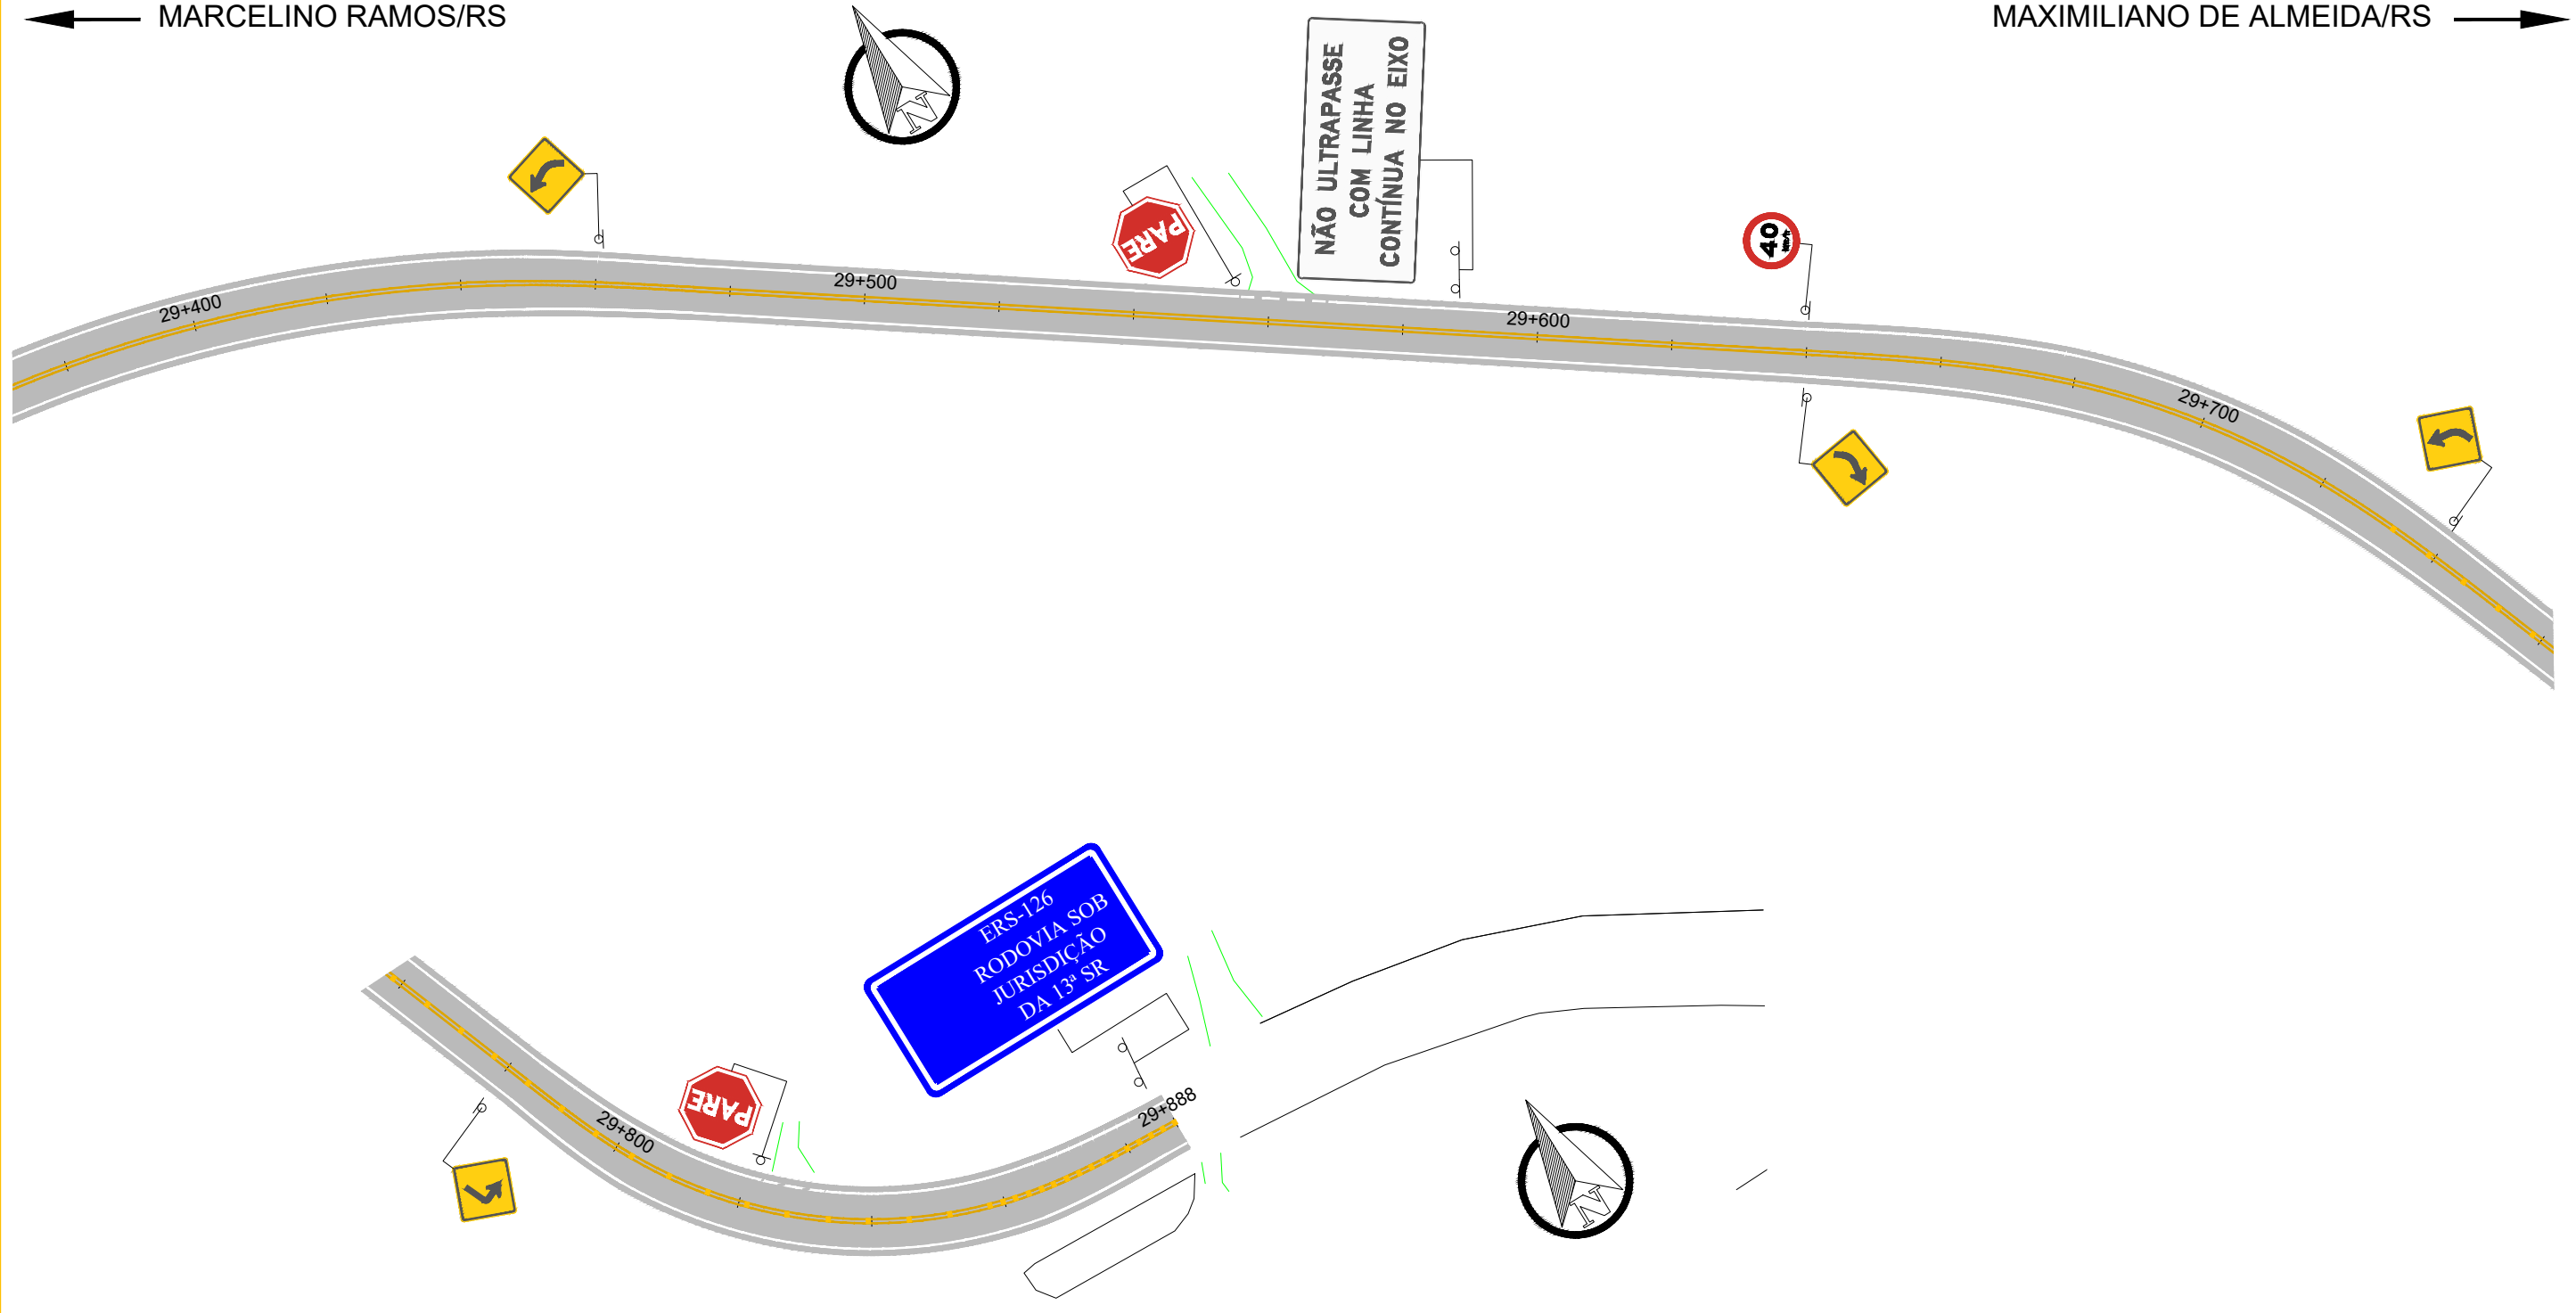 MARCELINO RAMOS/RS
MAXIMILIANO DE ALMEIDA/RS
N
NÃO ULTRAPASSE
COM LINHA
CONTÍNUA NO EIXO
PARE
40
km/h
29+400
29+500
29+600
29+700
ERS-126
RODOVIA SOB
JURISDIÇÃO
DA 13ª SR
PARE
29+800
29+888
N